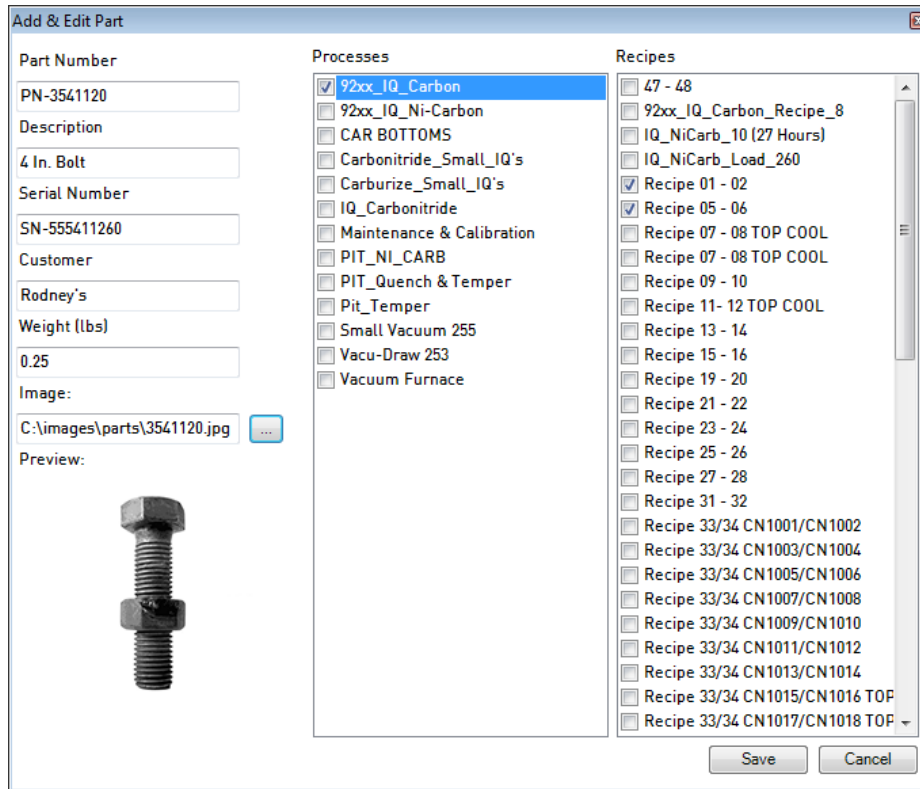 Add & Edit Part
Part Number
PN-3541120
Description
4 In. Bolt
Serial Number
SN-555411260
Customer
Rodney's
Weight (lbs)
0.25
Image:
C:\images\parts\3541120.jpg
...
Preview:
Processes
92xx_IQ_Carbon
92xx_IQ_Ni-Carbon
CAR BOTTOMS
Carbonitride_Small_IQ's
Carburize_Small_IQ's
IQ_Carbonitride
Maintenance & Calibration
PIT_NI_CARB
PIT_Quench & Temper
Pit_Temper
Small Vacuum 255
Vacu-Draw 253
Vacuum Furnace
Recipes
47 - 48
92xx_IQ_Carbon_Recipe_8
IQ_NiCarb_10 (27 Hours)
IQ_NiCarb_Load_260
Recipe 01 - 02
Recipe 05 - 06
Recipe 07 - 08 TOP COOL
Recipe 07 - 08 TOP COOL
Recipe 09 - 10
Recipe 11- 12 TOP COOL
Recipe 13 - 14
Recipe 15 - 16
Recipe 19 - 20
Recipe 21 - 22
Recipe 23 - 24
Recipe 25 - 26
Recipe 27 - 28
Recipe 31 - 32
Recipe 33/34 CN1001/CN1002
Recipe 33/34 CN1003/CN1004
Recipe 33/34 CN1005/CN1006
Recipe 33/34 CN1007/CN1008
Recipe 33/34 CN1009/CN1010
Recipe 33/34 CN1011/CN1012
Recipe 33/34 CN1013/CN1014
Recipe 33/34 CN1015/CN1016 TOP
Recipe 33/34 CN1017/CN1018 TOP
Save
Cancel